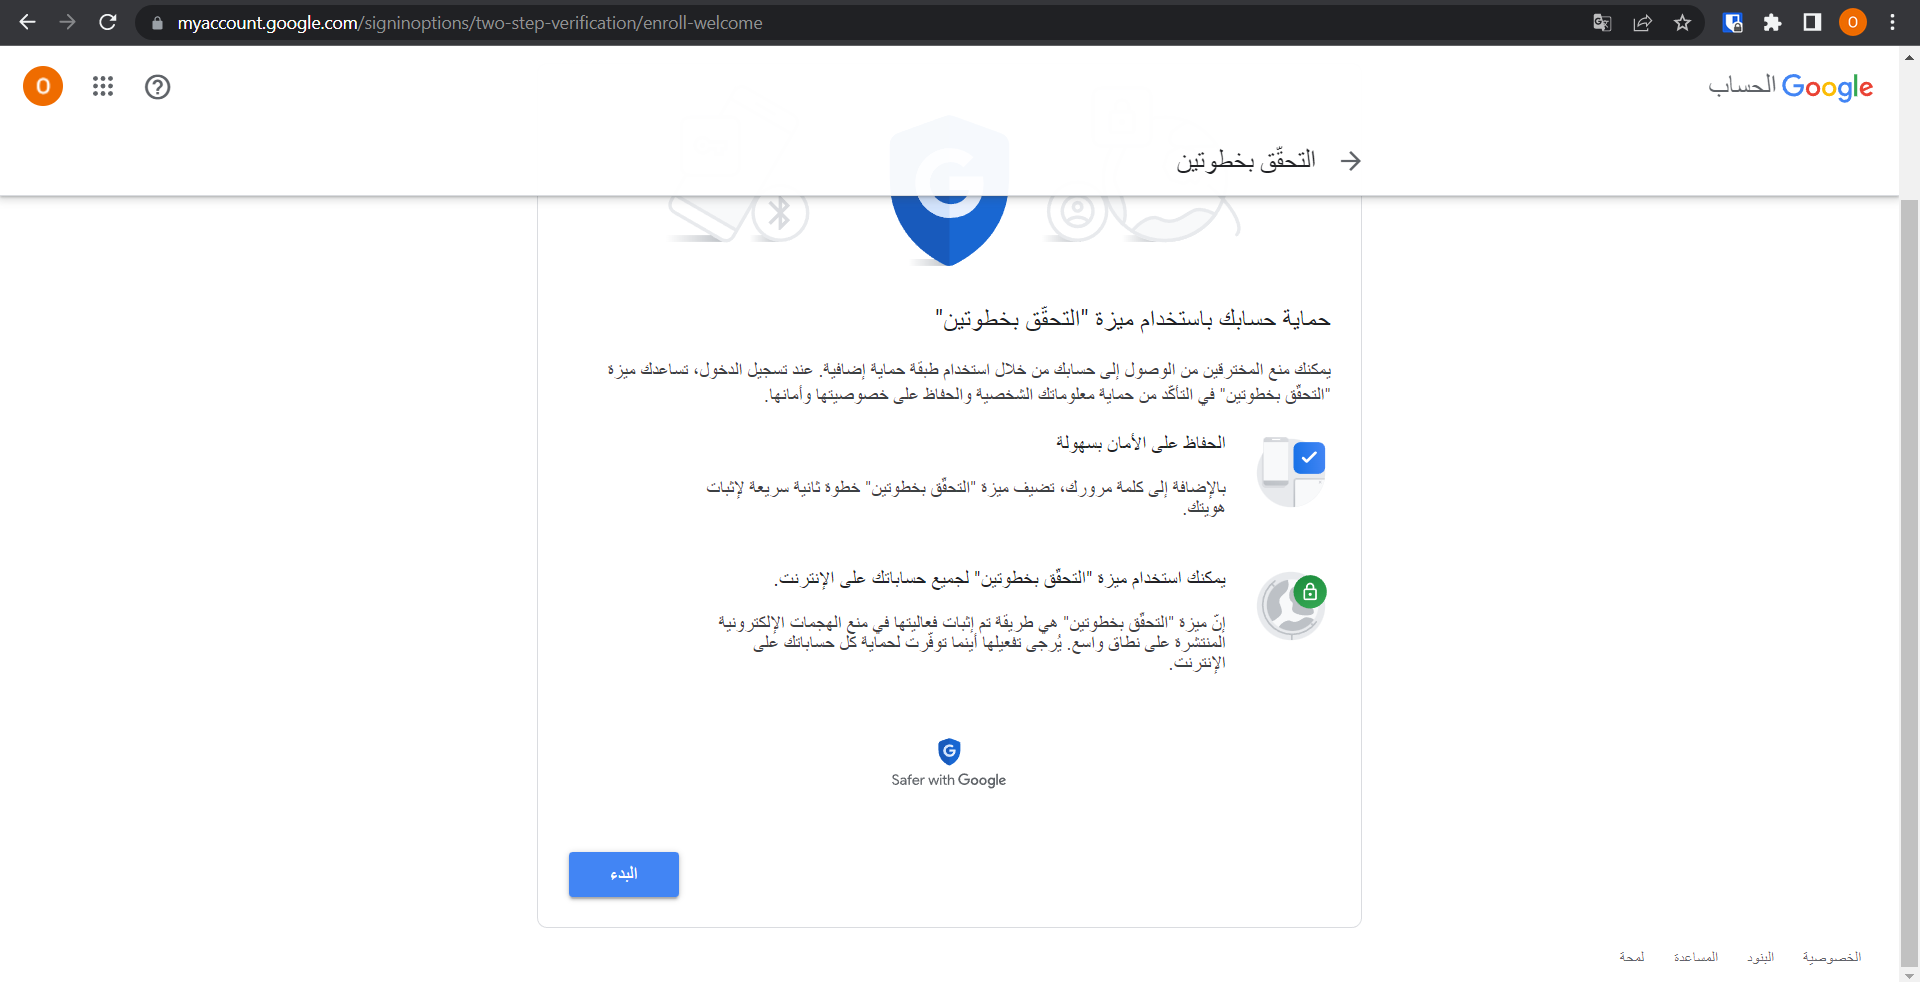 myaccount.google.com/signinoptions/two-step-verification/enroll-welcome
O
Google الحساب
O
التحقّق بخطوتين
حماية حسابك باستخدام ميزة "التحقّق بخطوتين"
يمكنك منع المخترقين من الوصول إلى حسابك من خلال استخدام طبقة حماية إضافية. عند تسجيل الدخول، تساعدك ميزة
"التحقّق بخطوتين" في التأكّد من حماية معلوماتك الشخصية والحفاظ على خصوصيتها وأمانها.
الحفاظ على الأمان بسهولة
بالإضافة إلى كلمة مرورك، تضيف ميزة "التحقّق بخطوتين" خطوة ثانية سريعة لإثبات
هويتك.
يمكنك استخدام ميزة "التحقّق بخطوتين" لجميع حساباتك على الإنترنت.
إنّ ميزة "التحقّق بخطوتين" هي طريقة تم إثبات فعاليتها في منع الهجمات الإلكترونية
المنتشرة على نطاق واسع. يُرجى تفعيلها أينما توفّرت لحماية كل حساباتك على
الإنترنت.
Safer with Google
البدء
الخصوصية البنود المساعدة لمحة